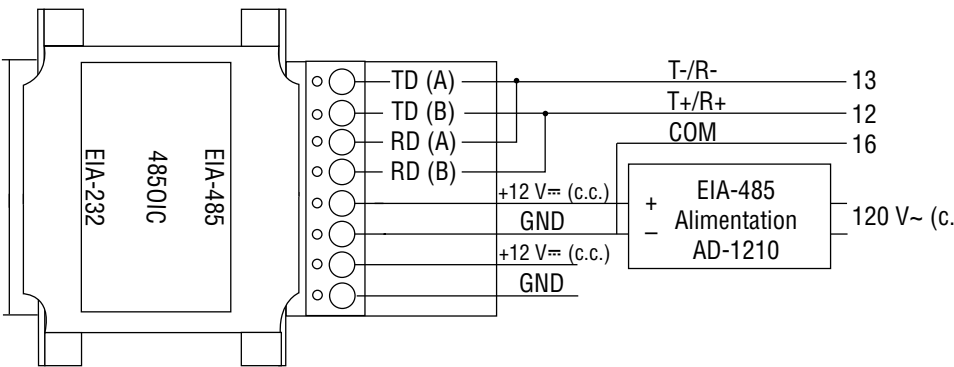 EIA-485
485OIC
EIA-232
TD (A)
TD (B)
RD (A)
RD (B)
T-/R-
13
T+/R+
12
COM
16
+12 V⎓ (c.c.)
GND
+12 V⎓ (c.c.)
GND
+
–
EIA-485
Alimentation
AD-1210
120 V~ (c.